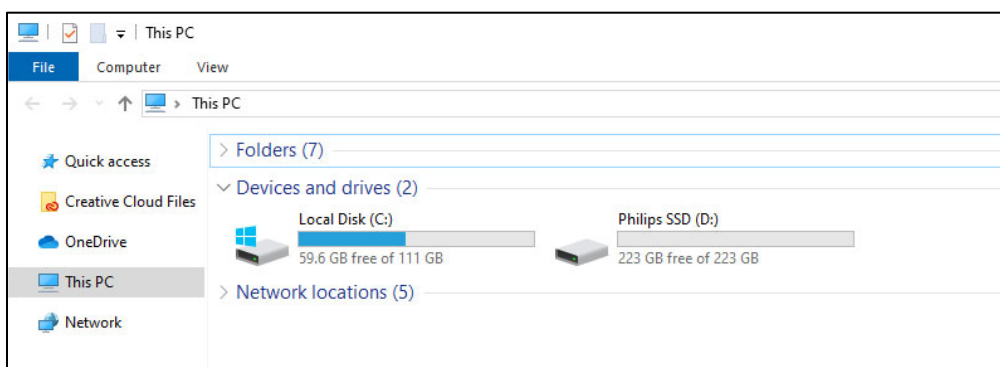 This PC
File Computer View
This PC
Quick access
Creative Cloud Files
OneDrive
This PC
Network
Folders (7)
Devices and drives (2)
Local Disk (C:) Philips SSD (D:)
59.6 GB free of 111 GB 223 GB free of 223 GB
Network locations (5)